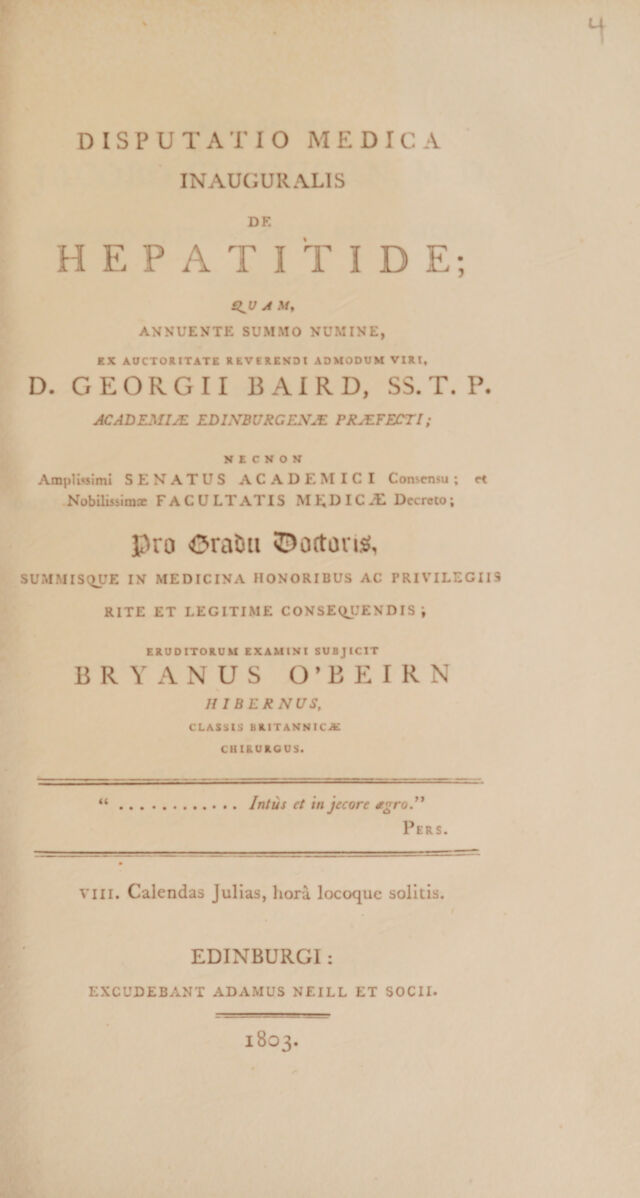 4
DISPUTATIO MEDICA
INAUGURALIS
DE
HEPATITIDE;
QUAM,
ANNUENTE SUMMO NUMINE,
EX AUCTORITATE REVERENDI ADMODUM VIRI,
D. GEORGII BAIRD, SS. T. P.
ACADEMIÆ EDINBURGENÆ PRÆFECTI;
NECNON
Amplissimi SENATUS ACADEMICI Consensu; et
Nobilissimæ FACULTATIS MEDICÆ Decreto;
Pro Gradu Doctoris,
SUMMISQUE IN MEDICINA HONORIBUS AC PRIVILEGIIS
RITE ET LEGITIME CONSEQUENDIS;
ERUDITORUM EXAMINI SUBJICIT
BRYANUS O'BEIRN
HIBERNUS,
CLASSIS BRITANNICÆ
CHIRURGUS.
“ ............ Intùs et in jecore ægro.”
PERS.
VIII. Calendas Julias, horâ locoque solitis.
EDINBURGI:
EXCUDEBANT ADAMUS NEILL ET SOCII.
1803.